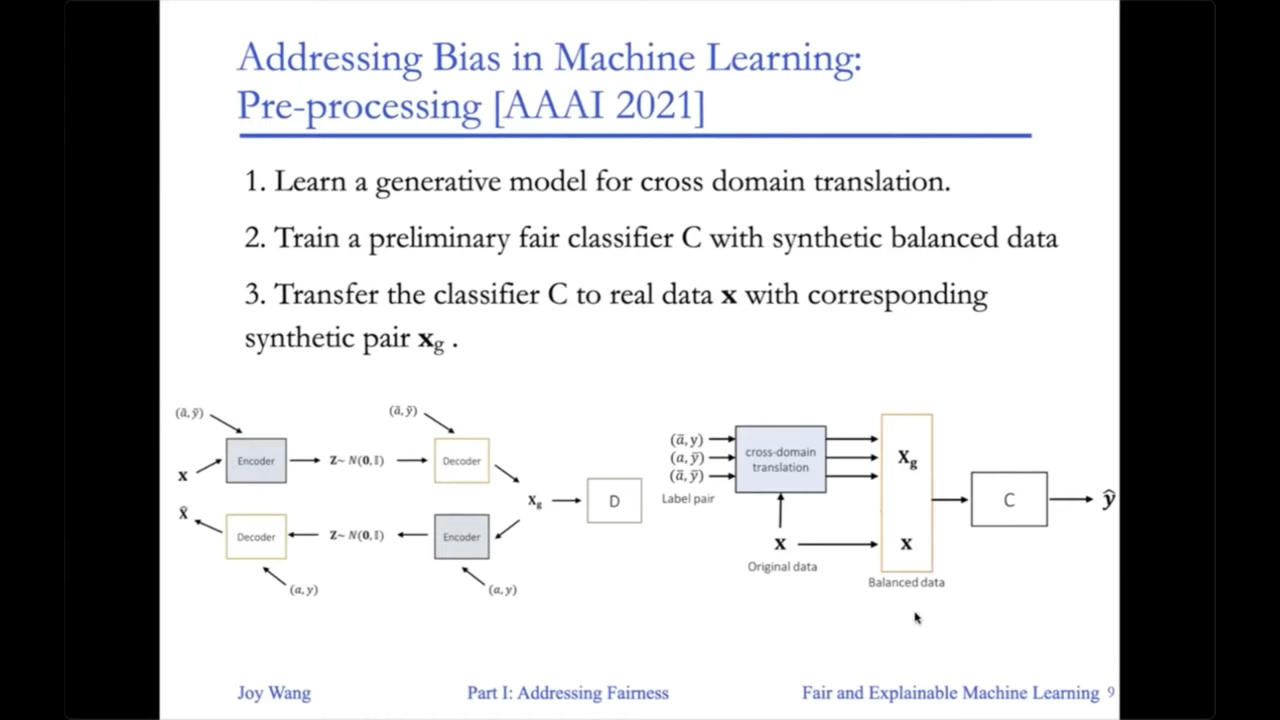 Addressing Bias in Machine Learning:
Pre-processing [AAAI 2021]
1. Learn a generative model for cross domain translation.
2. Train a preliminary fair classifier C with synthetic balanced data
3. Transfer the classifier C to real data x with corresponding
synthetic pair x_g .
(ã, ỹ)
(ã, ỹ)
x
Encoder
Z~ N(0, 𝕀)
Decoder
x_g
D
x̂
Decoder
Z~ N(0, 𝕀)
Encoder
(a, y)
(a, y)
(ā, y)
(a, ȳ)
(ā, ȳ)
Label pair
cross-domain
translation
x
Original data
X_g
x
Balanced data
C
ŷ
Joy Wang
Part I: Addressing Fairness
Fair and Explainable Machine Learning 9